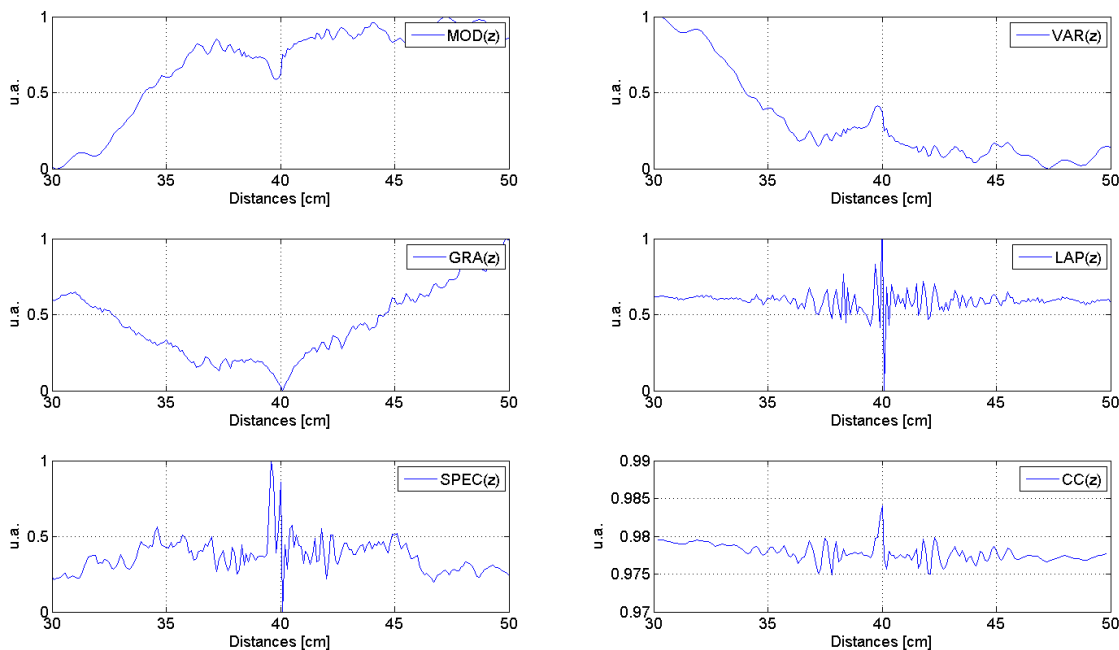 1
0.5
0
u.a.
MOD(z)
30 35 40 45 50
Distances [cm]
1
0.5
0
u.a.
VAR(z)
30 35 40 45 50
Distances [cm]
1
0.5
0
u.a.
GRA(z)
30 35 40 45 50
Distances [cm]
1
0.5
0
u.a.
LAP(z)
30 35 40 45 50
Distances [cm]
1
0.5
0
u.a.
SPEC(z)
30 35 40 45 50
Distances [cm]
0.99
0.985
0.98
0.975
0.97
u.a.
CC(z)
30 35 40 45 50
Distances [cm]